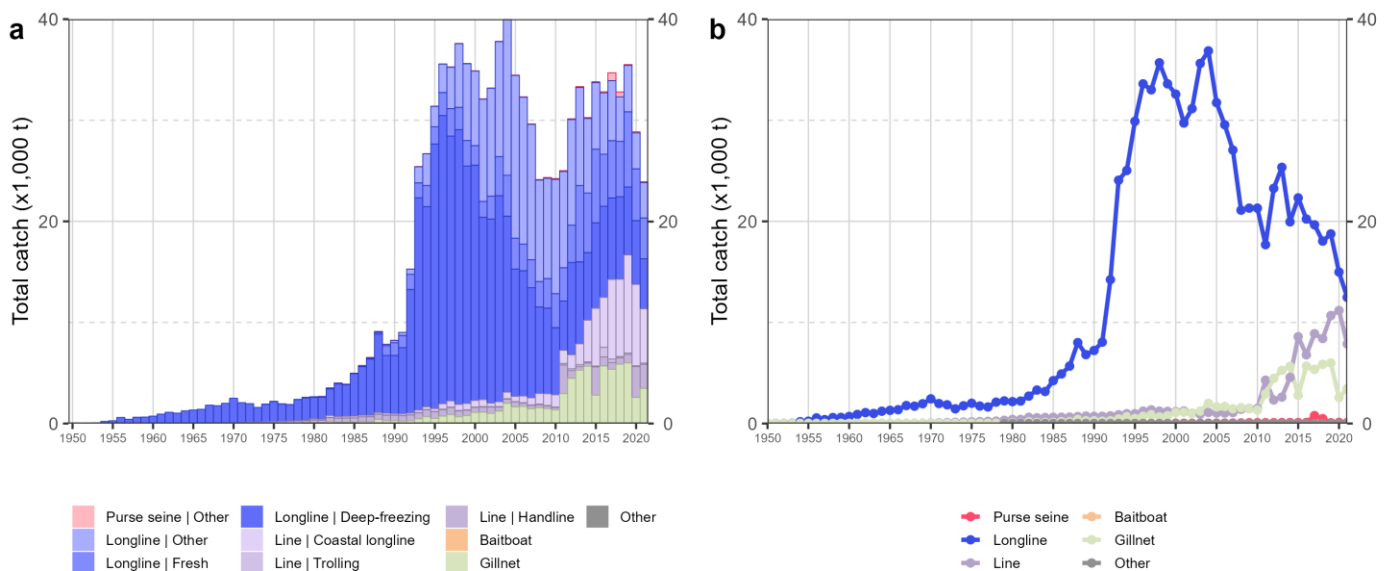 a
b
Total catch (x1,000 t)
40
20
0
40
20
0
1950 1955 1960 1965 1970 1975 1980 1985 1990 1995 2000 2005 2010 2015 2020
Total catch (x1,000 t)
40
20
0
40
20
0
1950 1955 1960 1965 1970 1975 1980 1985 1990 1995 2000 2005 2010 2015 2020
Purse seine | Other
Longline | Other
Longline | Fresh
Longline | Deep-freezing
Line | Coastal longline
Line | Trolling
Line | Handline
Baitboat
Gillnet
Other
Purse seine
Longline
Line
Baitboat
Gillnet
Other